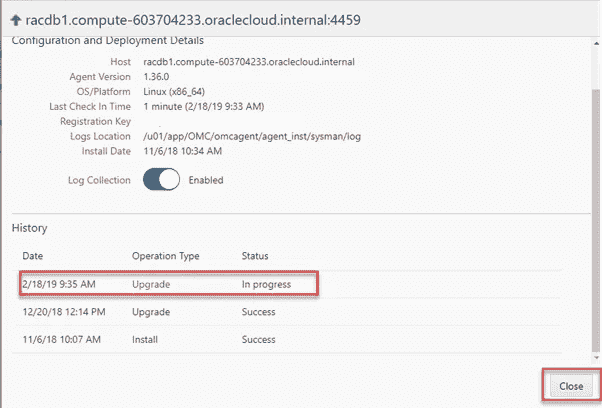 racdb1.compute-603704233.oraclecloud.internal:4459
Configuration and Deployment Details
Host racdb1.compute-603704233.oraclecloud.internal
Agent Version 1.36.0
OS/Platform Linux (x86_64)
Last Check In Time 1 minute (2/18/19 9:33 AM)
Registration Key
Logs Location /u01/app/OMC/omcagent/agent_inst/sysman/log
Install Date 11/6/18 10:34 AM
Log Collection Enabled
History
Date Operation Type Status
2/18/19 9:35 AM Upgrade In progress
12/20/18 12:14 PM Upgrade Success
11/6/18 10:07 AM Install Success
Close